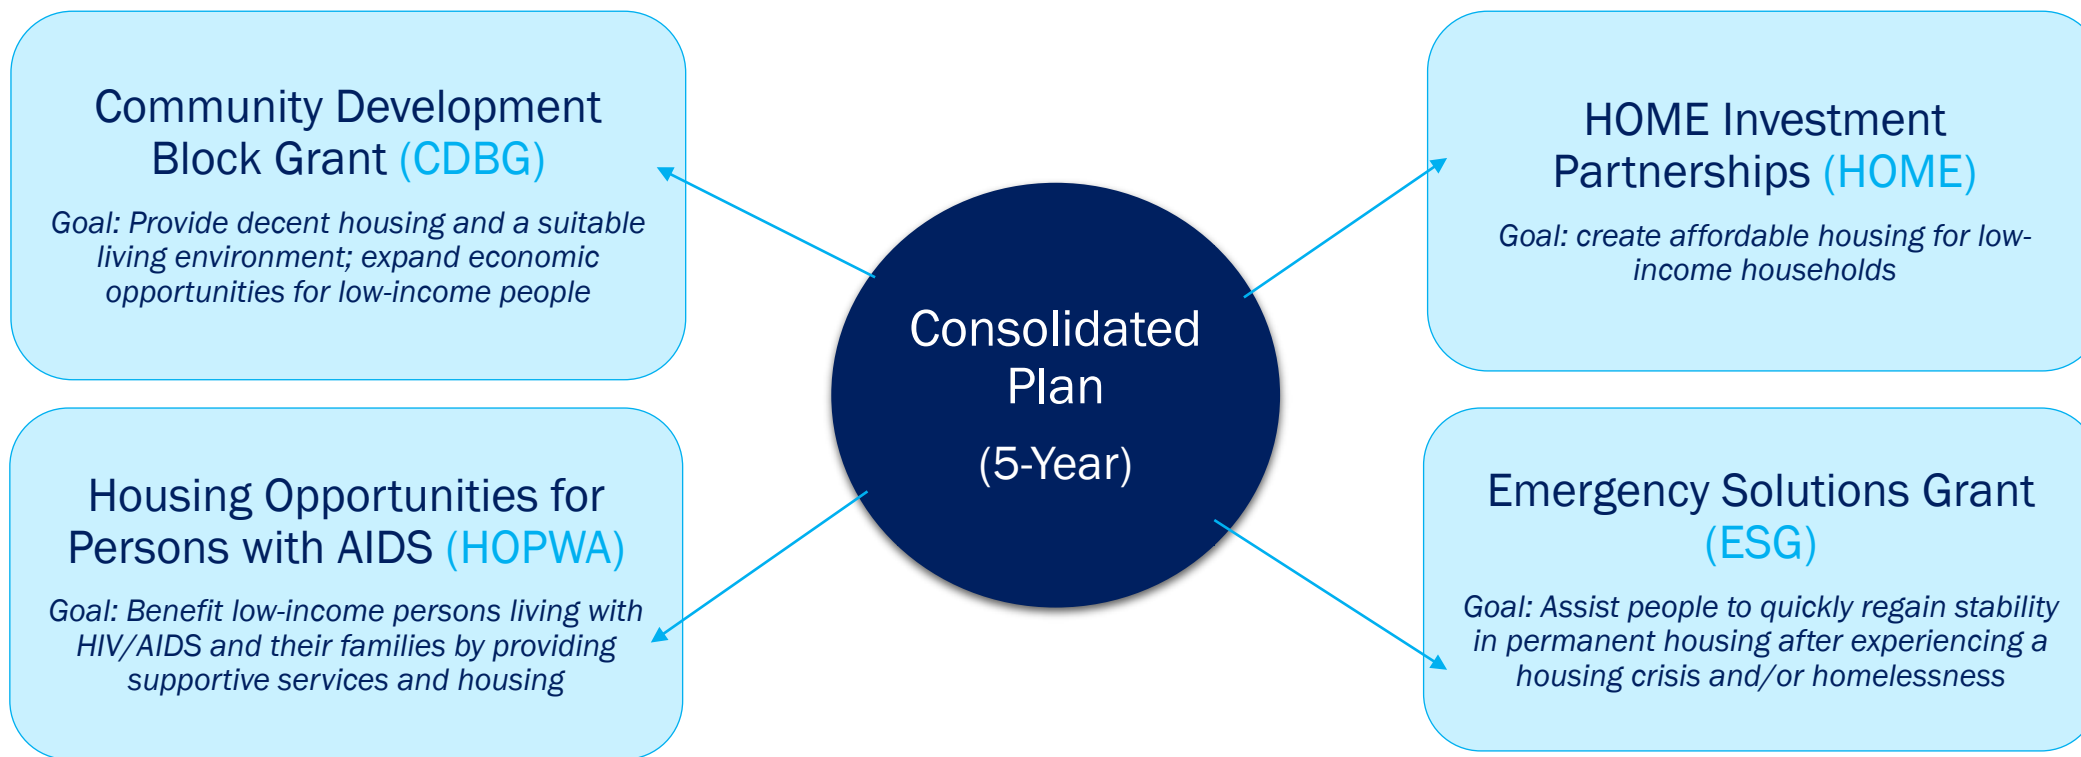 Community Development
Block Grant (CDBG)
Goal: Provide decent housing and a suitable
living environment; expand economic
opportunities for low-income people
HOME Investment
Partnerships (HOME)
Goal: create affordable housing for low-
income households
Consolidated
Plan
(5-Year)
Housing Opportunities for
Persons with AIDS (HOPWA)
Goal: Benefit low-income persons living with
HIV/AIDS and their families by providing
supportive services and housing
Emergency Solutions Grant
(ESG)
Goal: Assist people to quickly regain stability
in permanent housing after experiencing a
housing crisis and/or homelessness